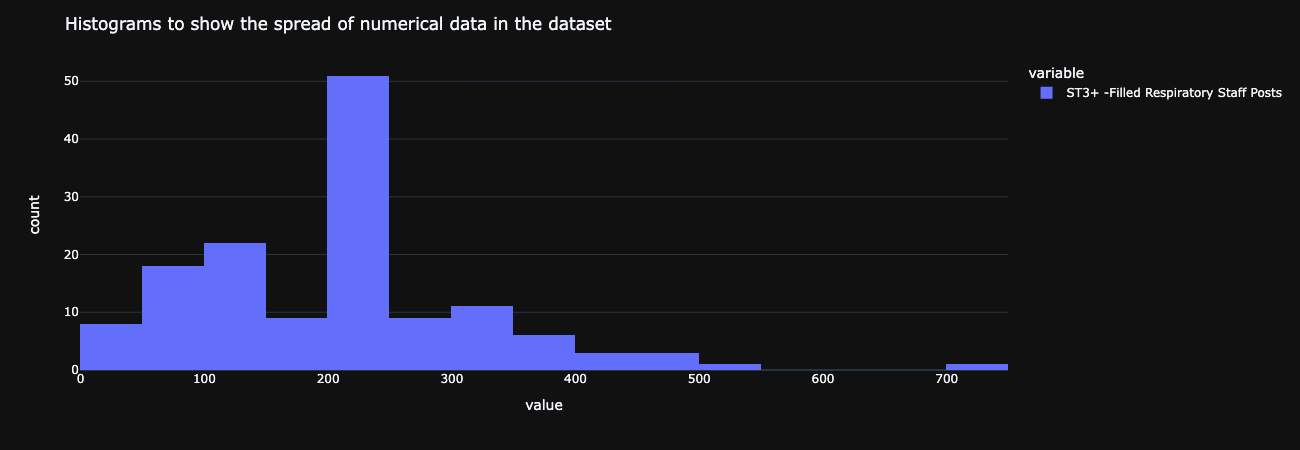 Histograms to show the spread of numerical data in the dataset
variable
ST3+ -Filled Respiratory Staff Posts
50
40
30
20
10
0
count
0 100 200 300 400 500 600 700
value